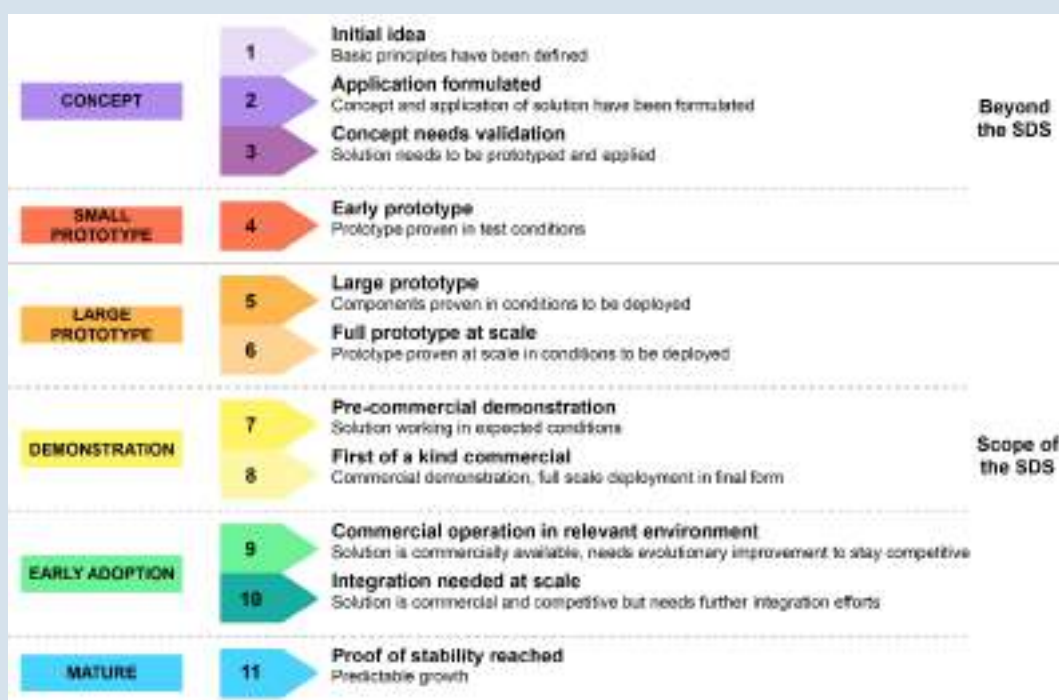 CONCEPT
1
Initial idea
Basic principles have been defined
2
Application formulated
Concept and application of solution have been formulated
3
Concept needs validation
Solution needs to be prototyped and applied
Beyond
the SDS
SMALL
PROTOTYPE
4
Early prototype
Prototype proven in test conditions
LARGE
PROTOTYPE
5
Large prototype
Components proven in conditions to be deployed
6
Full prototype at scale
Prototype proven at scale in conditions to be deployed
DEMONSTRATION
7
Pre-commercial demonstration
Solution working in expected conditions
8
First of a kind commercial
Commercial demonstration, full scale deployment in final form
Scope of
the SDS
EARLY ADOPTION
9
Commercial operation in relevant environment
Solution is commercially available, needs evolutionary improvement to stay competitive
10
Integration needed at scale
Solution is commercial and competitive but needs further integration efforts
MATURE
11
Proof of stability reached
Predictable growth